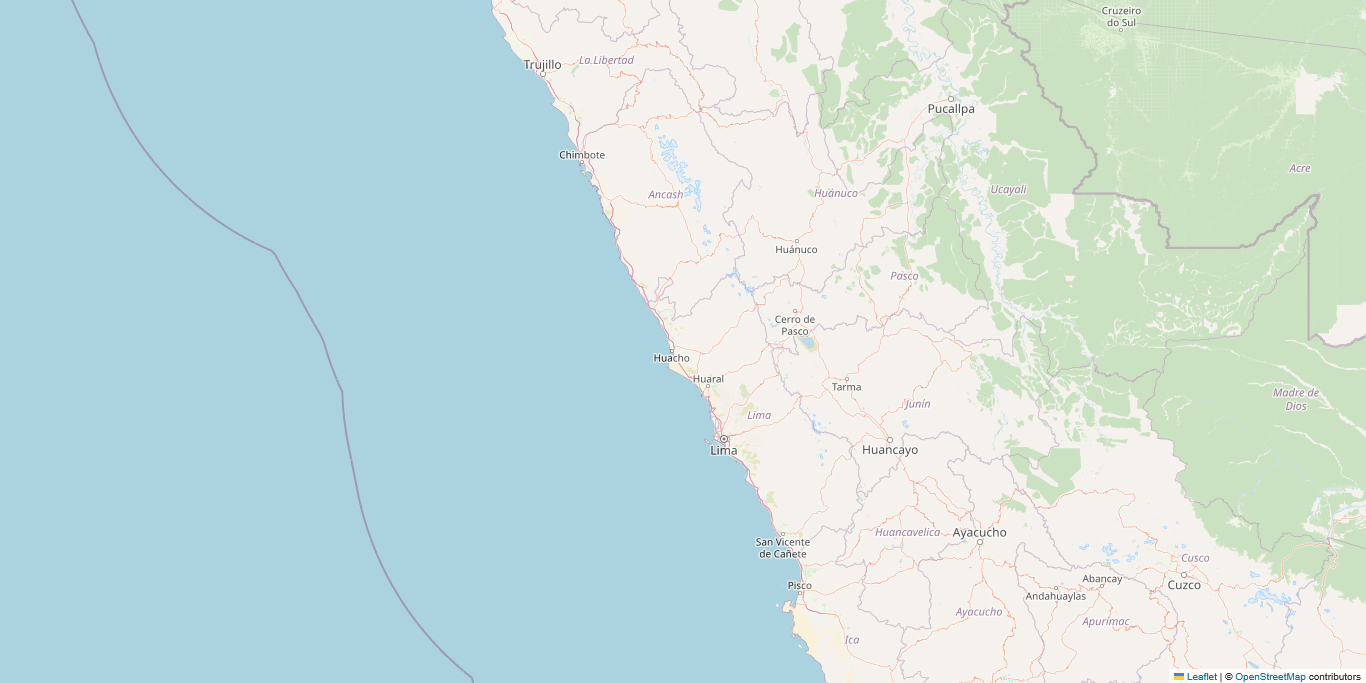 Cruzeiro
do Sul
La Libertad
Trujillo
Pucallpa
Chimbote
Acre
Ancash
Huánuco
Ucayali
Huánuco
Pasco
Cerro de
Pasco
Huacho
Huaral
Tarma
Madre de
Dios
Lima
Junín
Lima
Huancayo
Huancavelica
Ayacucho
San Vicente
de Cañete
Cusco
Pisco
Abancay
Cuzco
Andahuaylas
Ayacucho
Apurímac
Ica
Leaflet | © OpenStreetMap contributors